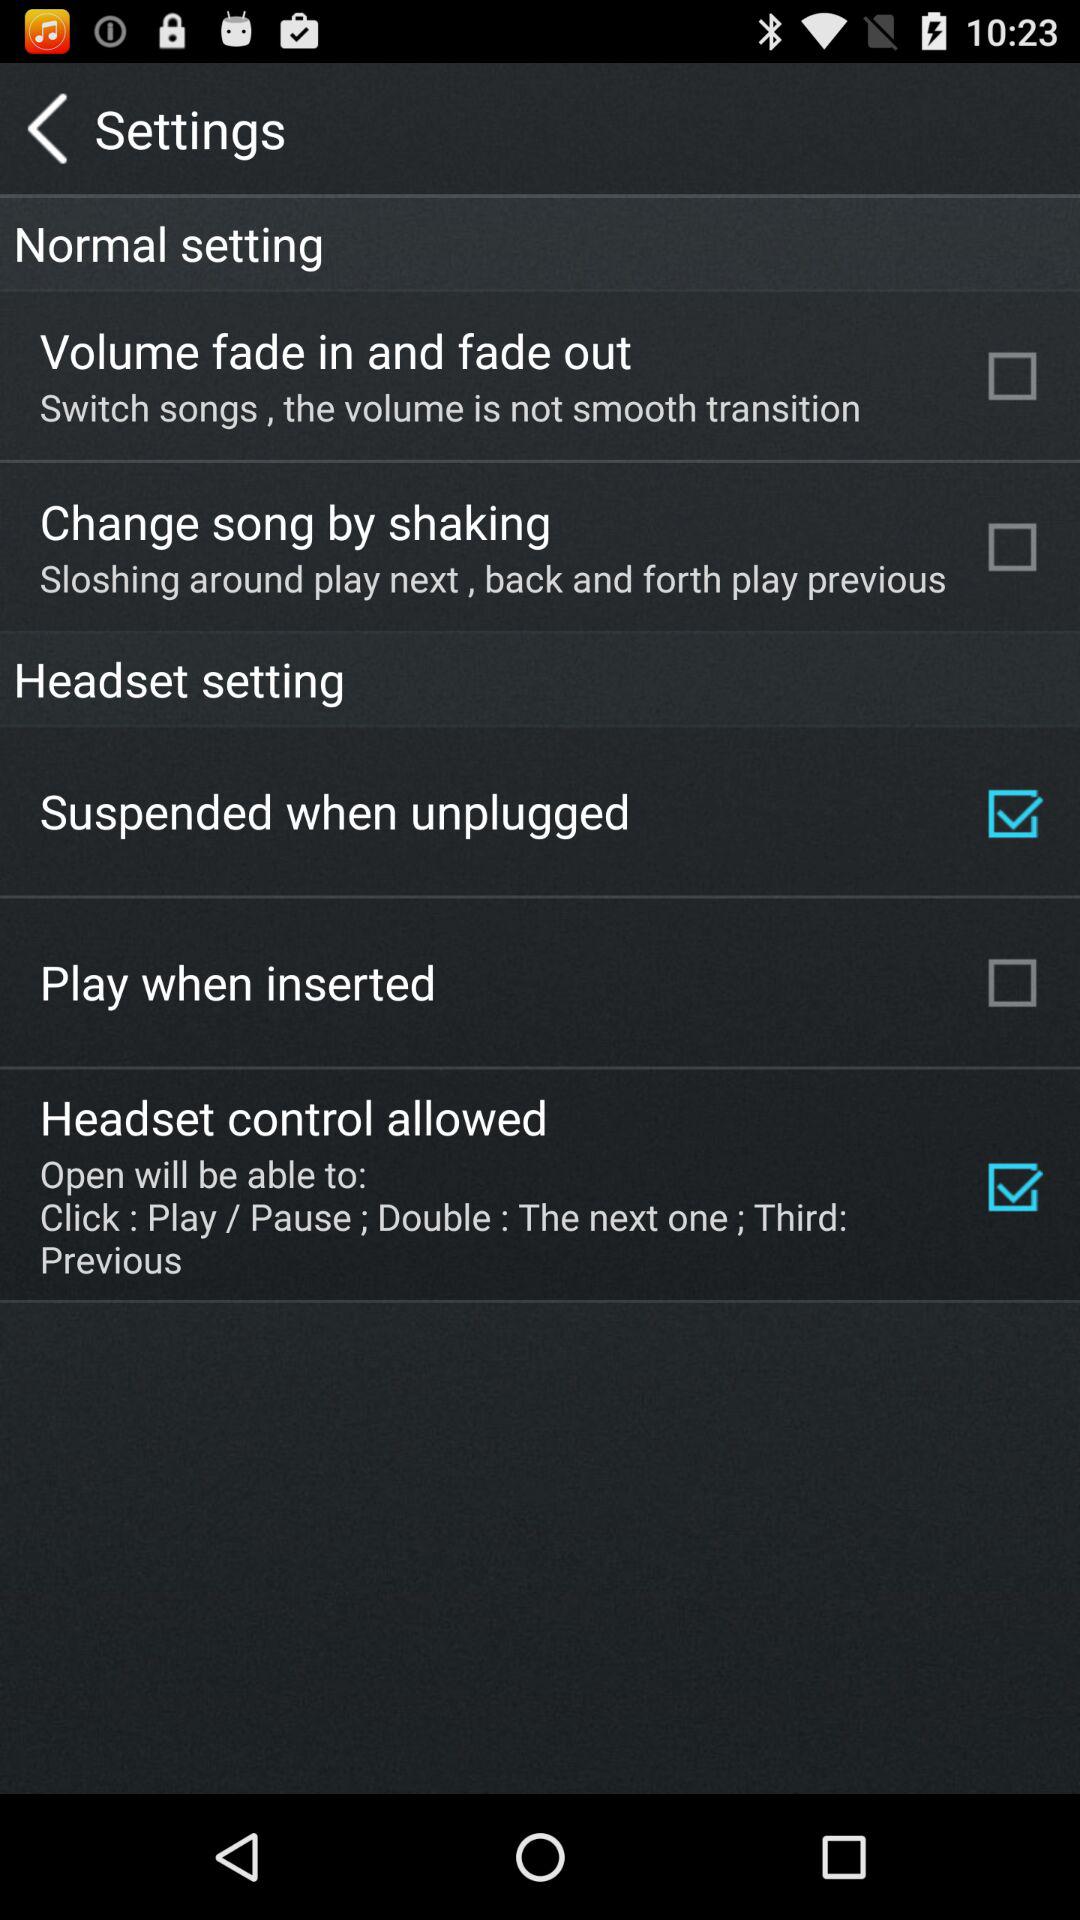 10:23
Settings
Normal setting
Volume fade in and fade out
Switch songs , the volume is not smooth transition
Change song by shaking
Sloshing around play next , back and forth play previous
Headset setting
Suspended when unplugged
Play when inserted
Headset control allowed
Open will be able to:
Click : Play / Pause ; Double : The next one ; Third:
Previous